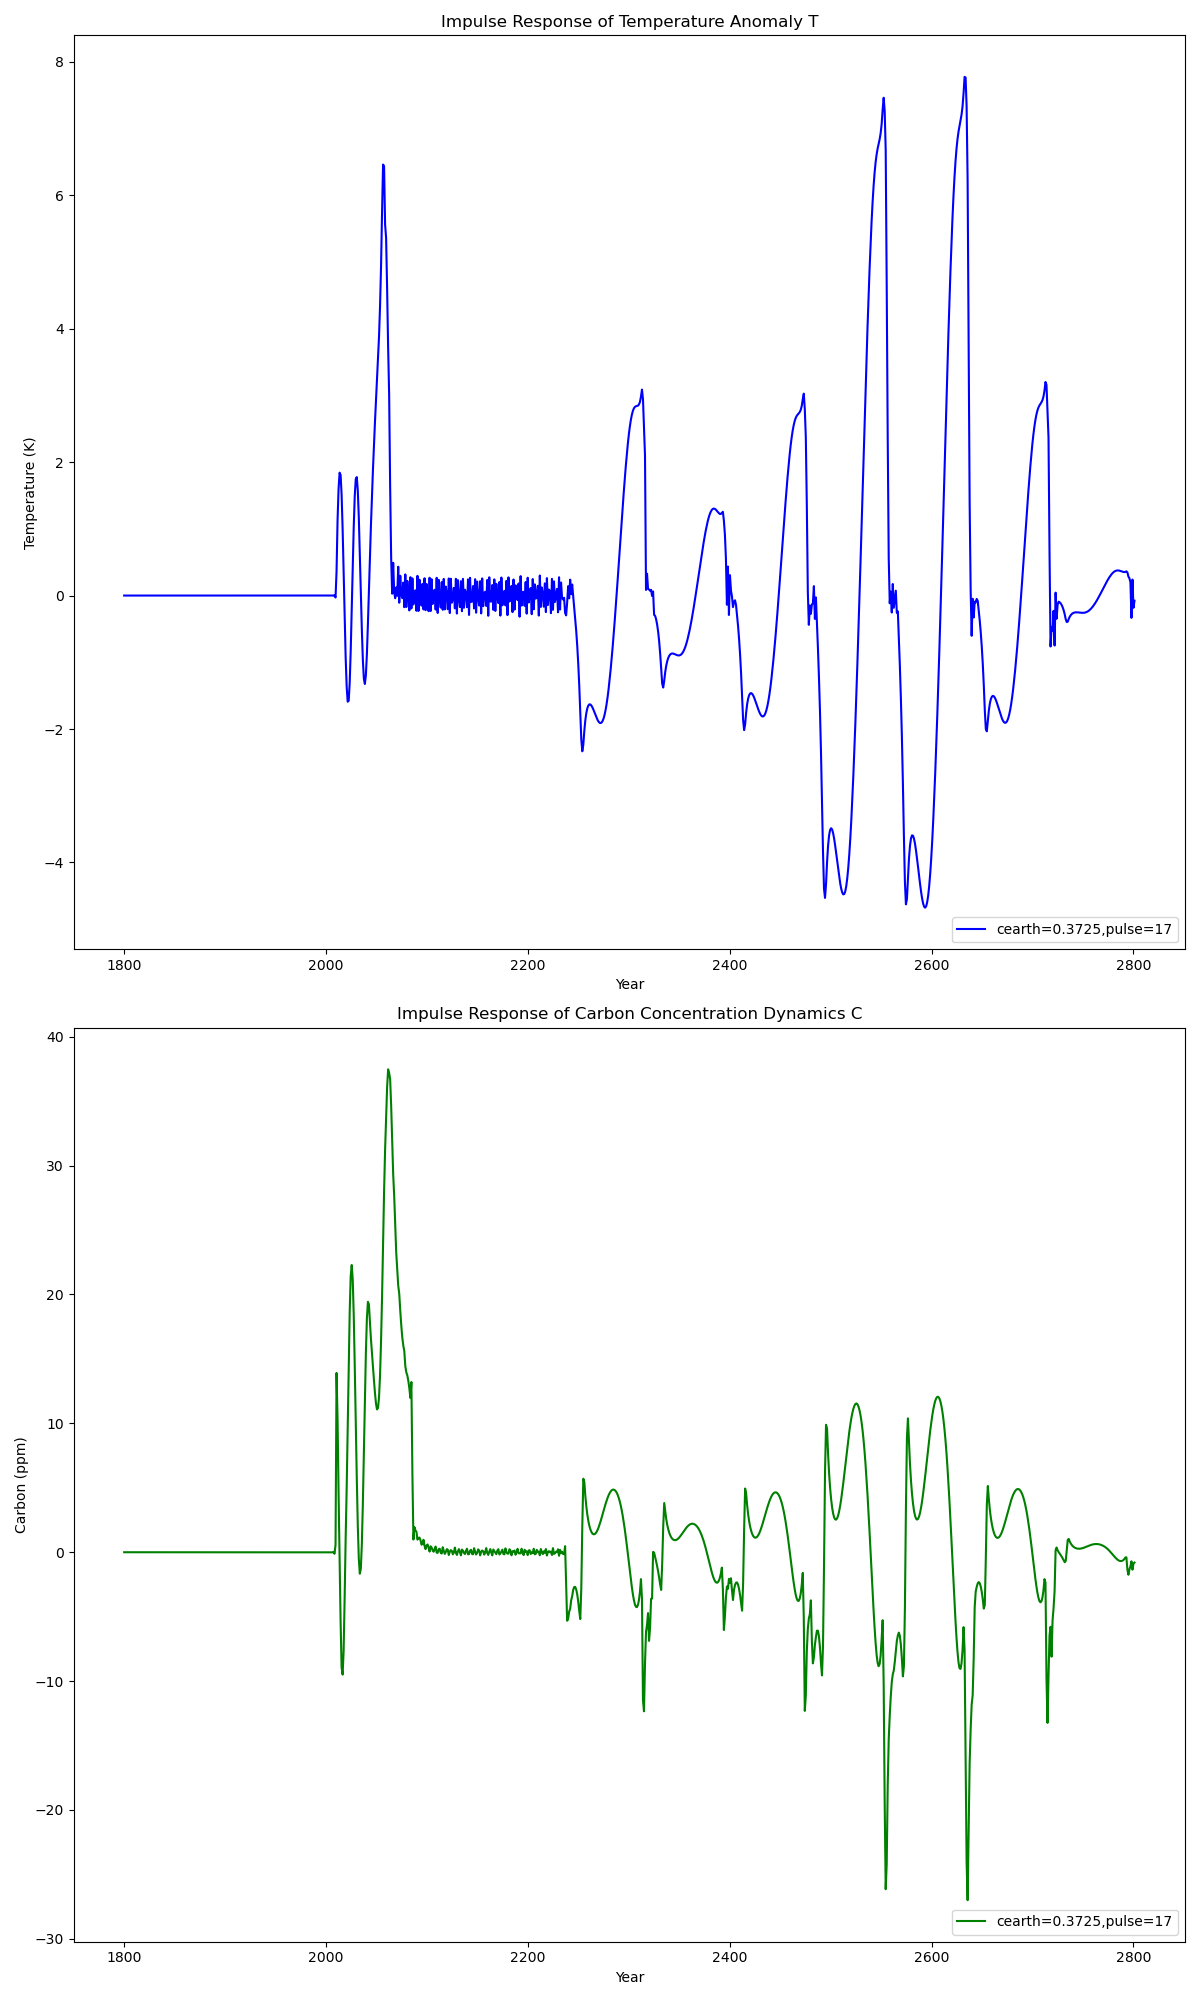 Impulse Response of Temperature Anomaly T
8
6
4
2
0
−2
−4
Temperature (K)
cearth=0.3725,pulse=17
1800 2000 2200 2400 2600 2800
Year
Impulse Response of Carbon Concentration Dynamics C
40
30
20
10
0
−10
−20
−30
Carbon (ppm)
cearth=0.3725,pulse=17
1800 2000 2200 2400 2600 2800
Year